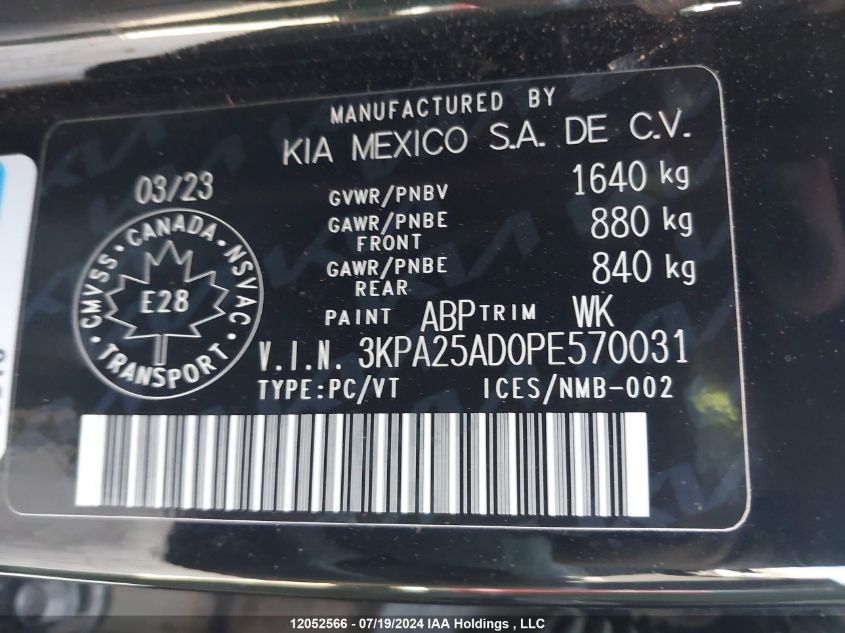 MANUFACTURED BY
KIA MEXICO S.A. DE C.V.
03/23
GVWR/PNBV 1640 kg
GAWR/PNBE
FRONT 880 kg
GAWR/PNBE
REAR 840 kg
CMVSS • CANADA • NSVAC •
E28
TRANSPORT
PAINT ABP TRIM WK
V.I.N. 3KPA25AD0PE570031
TYPE:PC/VT ICES/NMB-002
12052566 - 07/19/2024 IAA Holdings , LLC